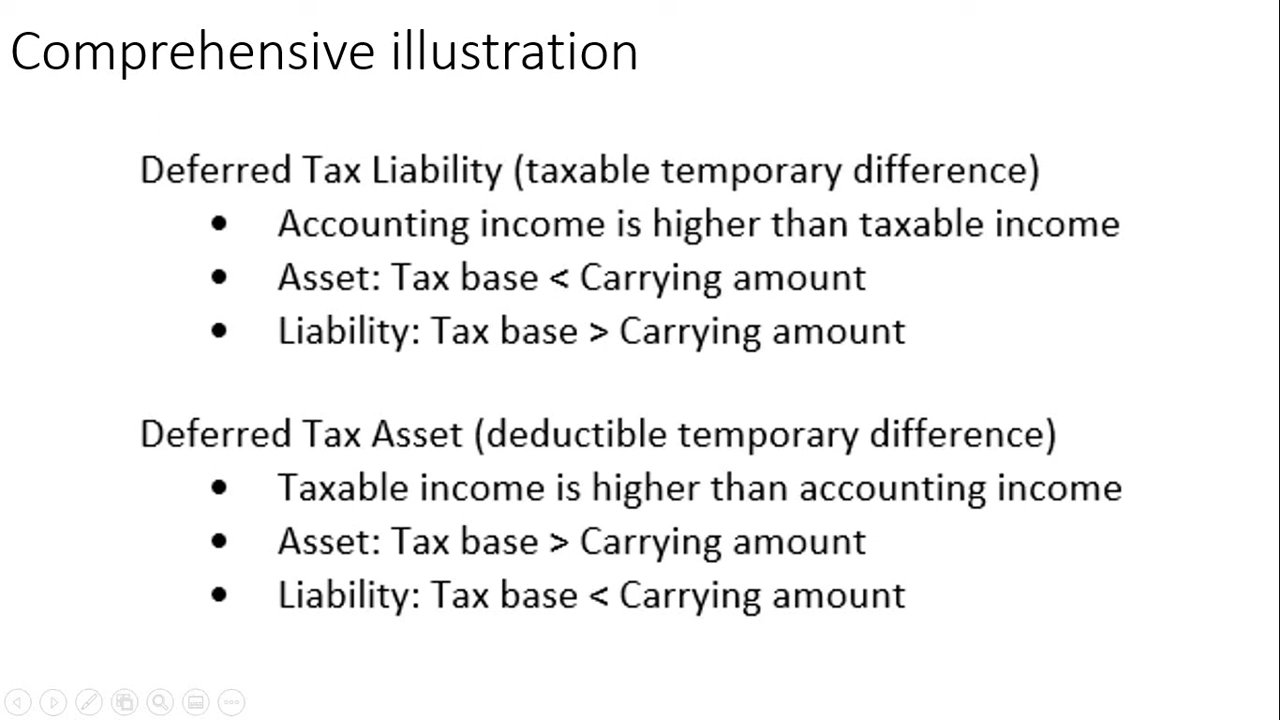 Comprehensive illustration
Deferred Tax Liability (taxable temporary difference)
• Accounting income is higher than taxable income
• Asset: Tax base < Carrying amount
• Liability: Tax base > Carrying amount
Deferred Tax Asset (deductible temporary difference)
• Taxable income is higher than accounting income
• Asset: Tax base > Carrying amount
• Liability: Tax base < Carrying amount